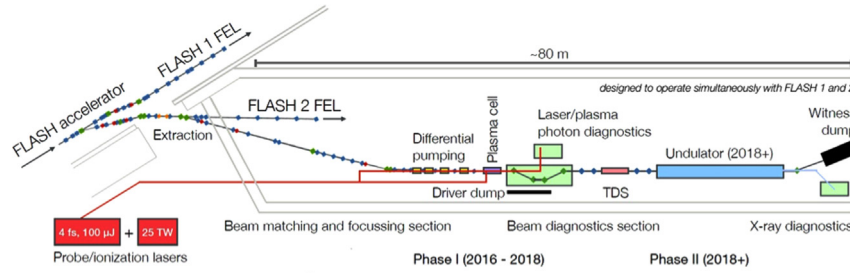 ~80 m
FLASH 1 FEL
designed to operate simultaneously with FLASH 1 and
FLASH accelerator
FLASH 2 FEL
Extraction
Plasma cell
Laser/plasma
photon diagnostics
Witness
dump
Differential
pumping
Undulator (2018+)
Driver dump
TDS
4 fs, 100 µJ + 25 TW
Probe/ionization lasers
Beam matching and focussing section
Beam diagnostics section
X-ray diagnostics
Phase I (2016 - 2018)
Phase II (2018+)